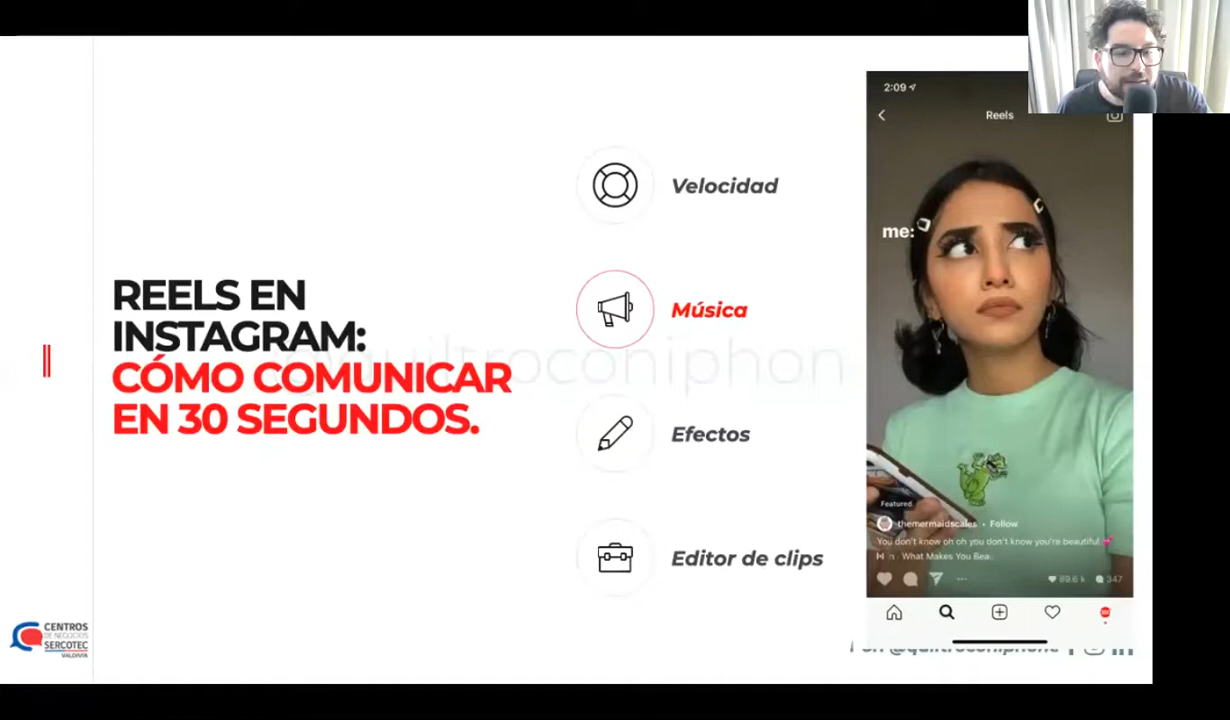 REELS EN
INSTAGRAM:
CÓMO COMUNICAR
EN 30 SEGUNDOS.
Velocidad
Música
Efectos
Editor de clips
2:09
Reels
me:
Featured
themermaidscales • Follow
You don't know oh oh you don't know you're beautiful 💕
What Makes You Bea
89.6 k 347
CENTROS
DE NEGOCIOS
SERCOTEC
VALDIVIA
@quiltroconiphone